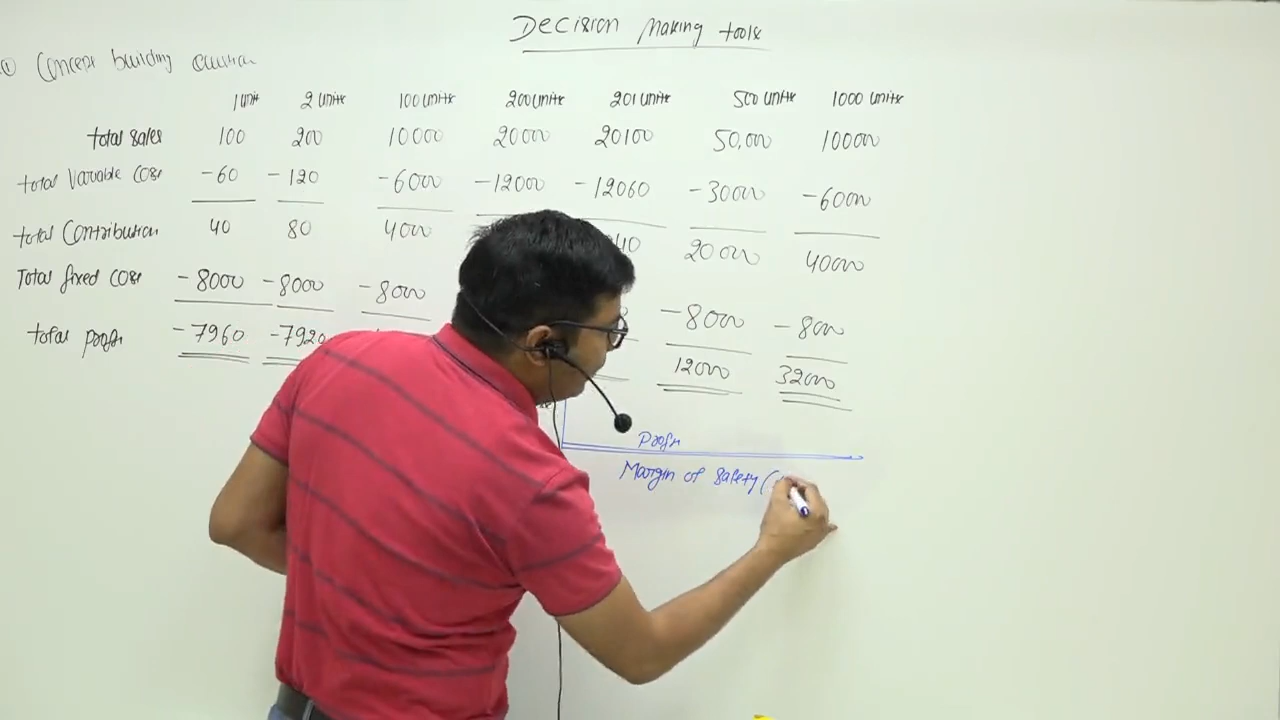 Decision Making tools
① Concept building
1 unit 2 units 100 units 200 units 201 units 500 units 1000 units
total sales 100 200 10000 20000 20100 50,000 100000
total Variable Cost -60 -120 -6000 -12000 -12060 -30000 -60000
total Contribution 40 80 4000 40 20000 40000
Total fixed Cost -8000 -8000 -8000 -8000 -8000
total profit -7960 -7920 12000 32000
Profit
Margin of Safety (